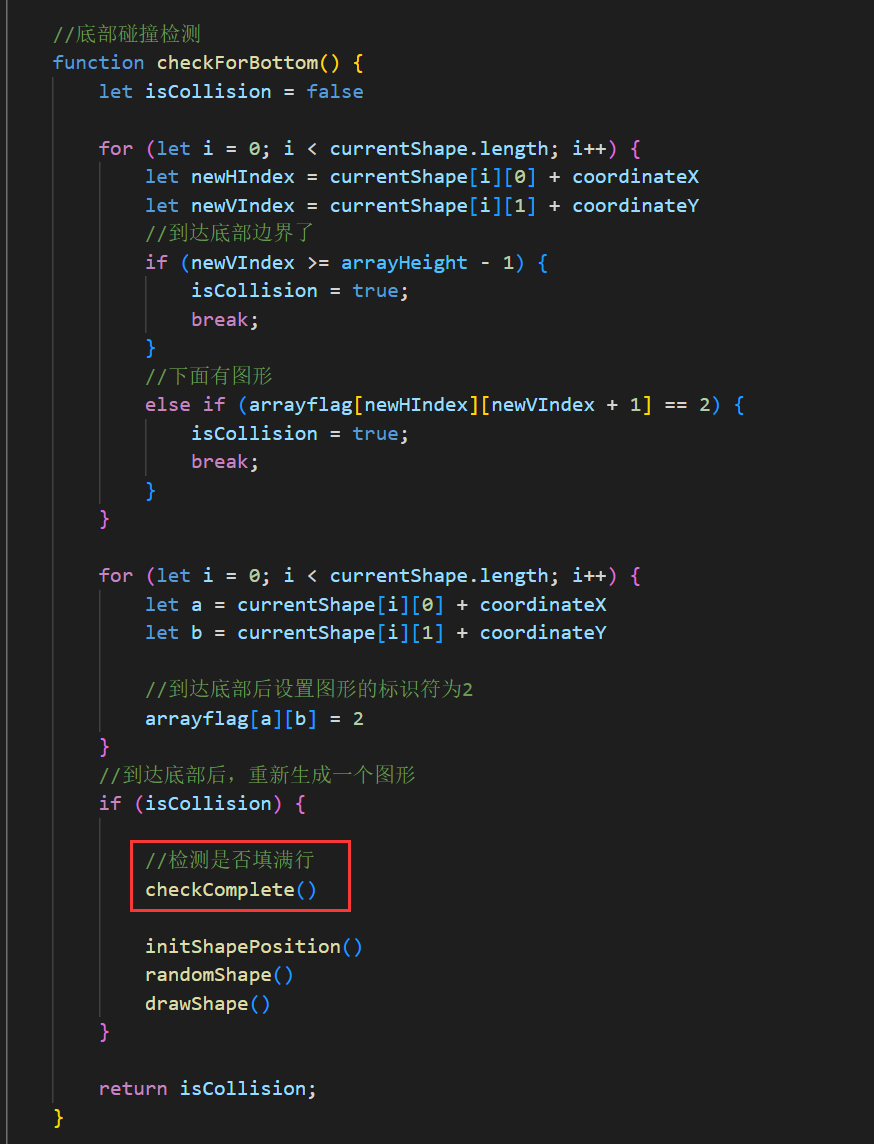 //底部碰撞检测
function checkForBottom() {
let isCollision = false
for (let i = 0; i < currentShape.length; i++) {
let newHIndex = currentShape[i][0] + coordinateX
let newVIndex = currentShape[i][1] + coordinateY
//到达底部边界了
if (newVIndex >= arrayHeight - 1) {
isCollision = true;
break;
}
//下面有图形
else if (arrayflag[newHIndex][newVIndex + 1] == 2) {
isCollision = true;
break;
}
}
for (let i = 0; i < currentShape.length; i++) {
let a = currentShape[i][0] + coordinateX
let b = currentShape[i][1] + coordinateY
//到达底部后设置图形的标识符为2
arrayflag[a][b] = 2
}
//到达底部后，重新生成一个图形
if (isCollision) {
//检测是否填满行
checkComplete()
initShapePosition()
randomShape()
drawShape()
}
return isCollision;
}